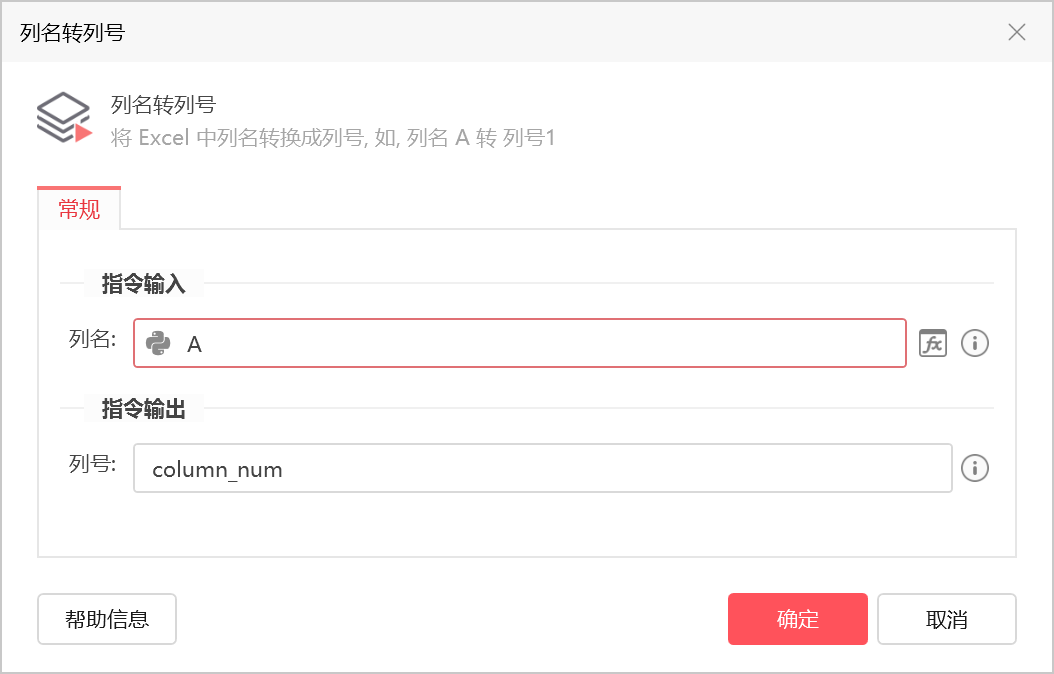 列名转列号
列名转列号
将 Excel 中列名转换成列号, 如, 列名 A 转 列号1
常规
指令输入
列名: A
fx
指令输出
列号: column_num
帮助信息 确定 取消